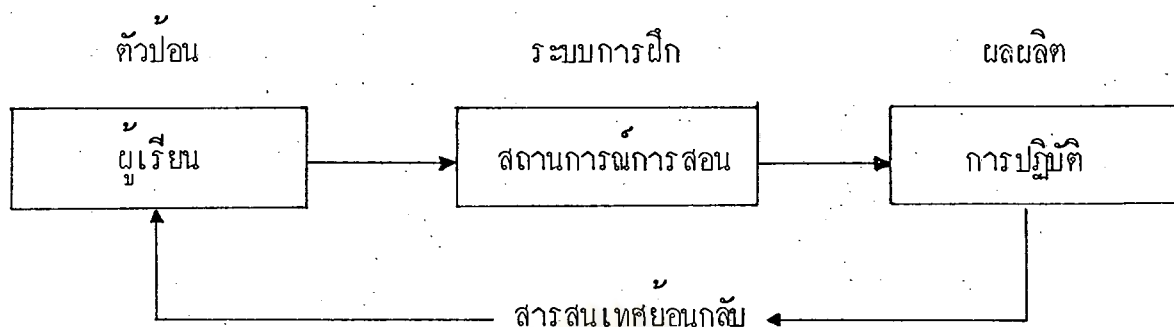 ตัวป้อน ระบบการฝึก ผลผลิต
ผู้เรียน สถานการณ์การสอน การปฏิบัติ
สารสนเทศย้อนกลับ